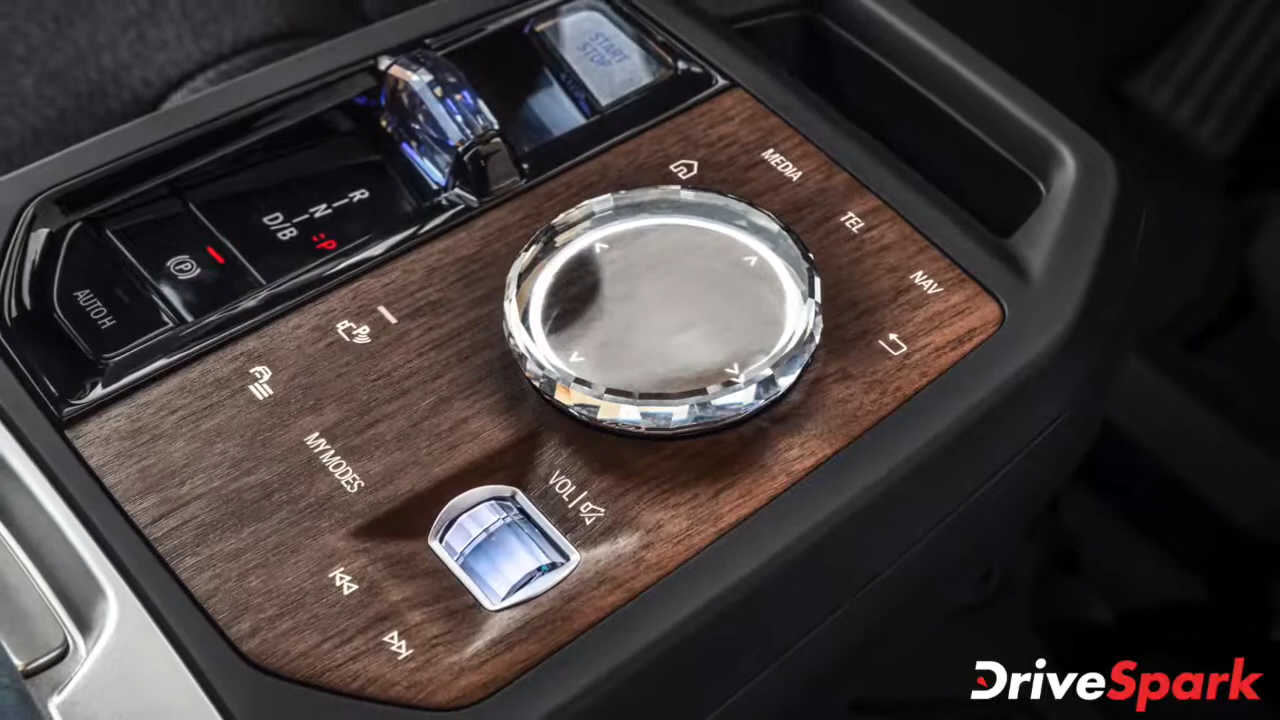 START
STOP
R
N
D/B
P
(P)
AUTO H
MEDIA
TEL
NAV
P
MY MODES
VOL
DriveSpark